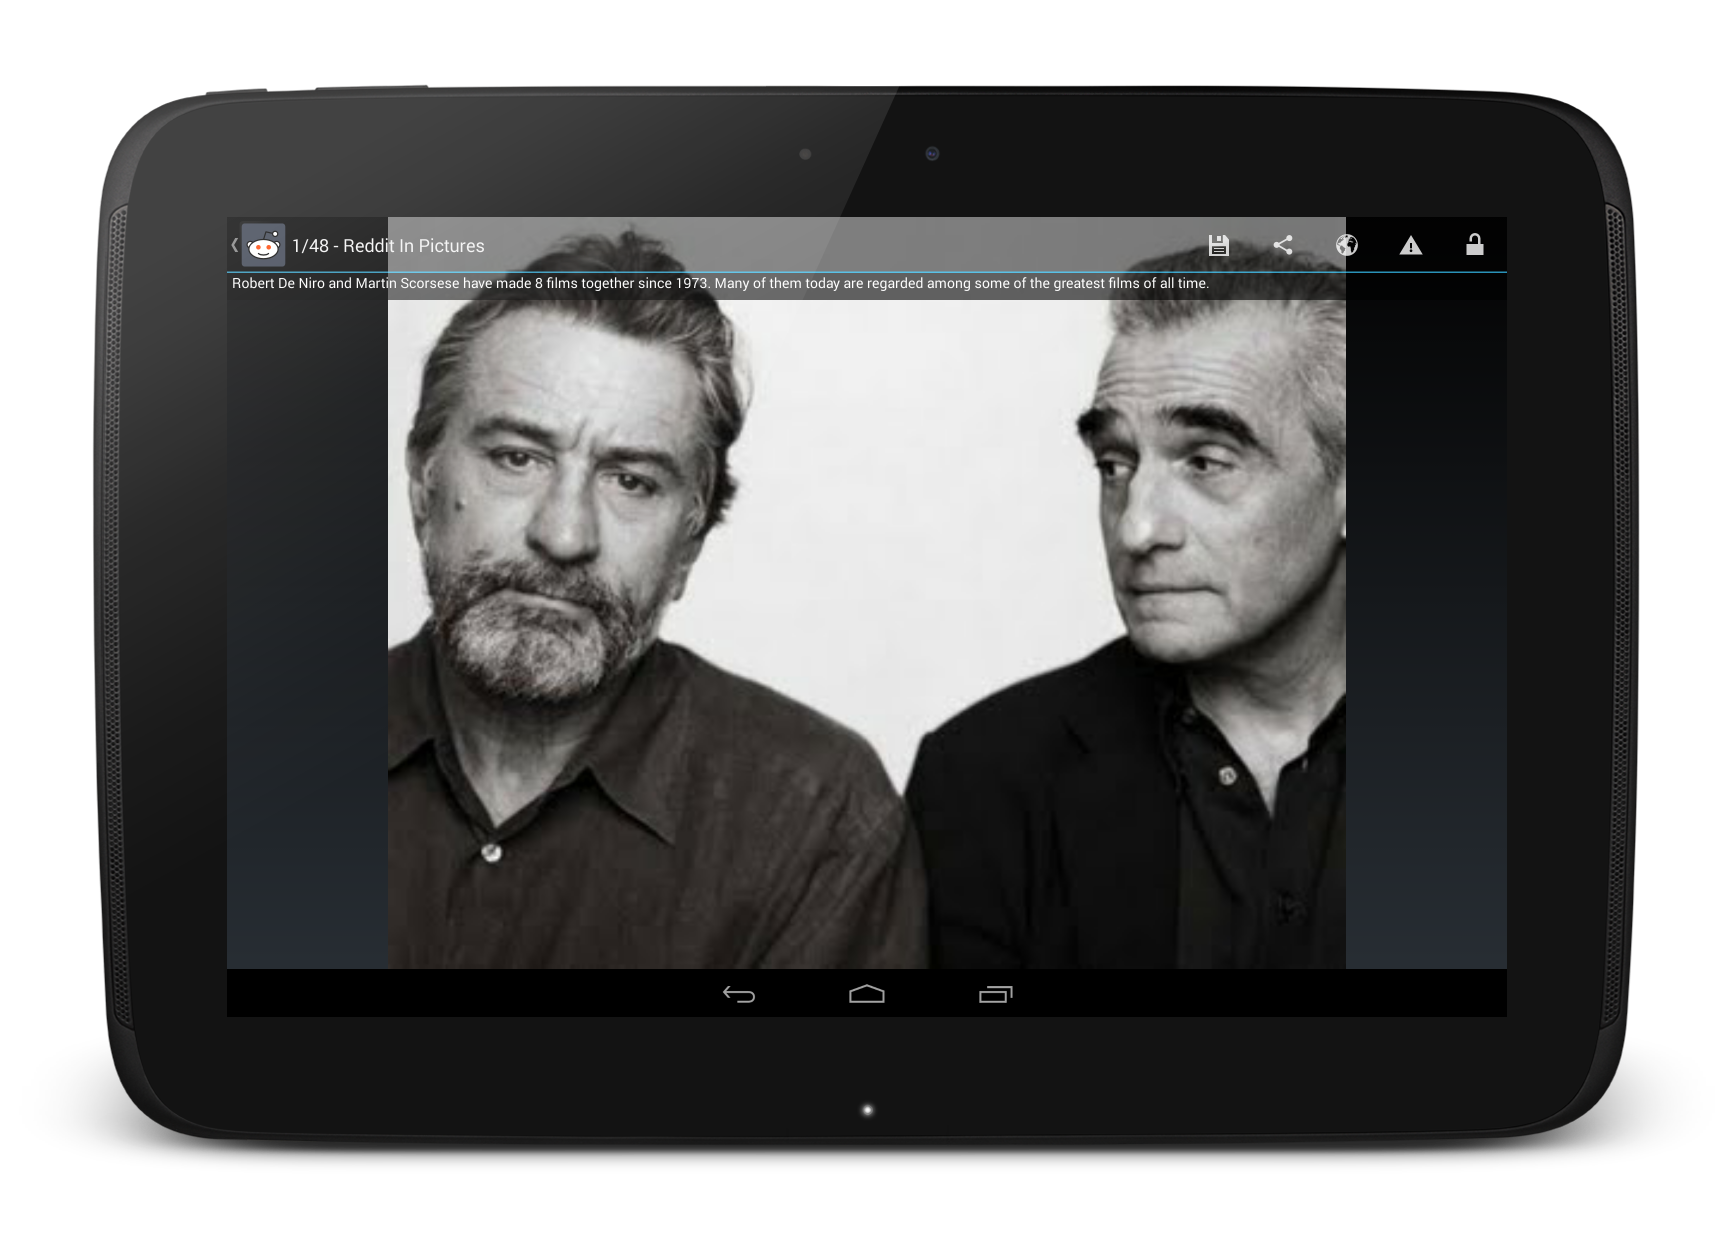 1/48 - Reddit In Pictures
Robert De Niro and Martin Scorsese have made 8 films together since 1973. Many of them today are regarded among some of the greatest films of all time.